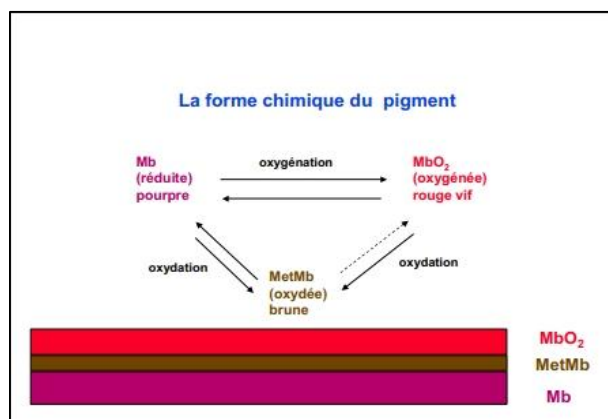 La forme chimique du pigment
Mb
(réduite)
pourpre
oxygénation
MbO₂
(oxygénée)
rouge vif
oxydation
MetMb
(oxydée)
brune
oxydation
MbO₂
MetMb
Mb